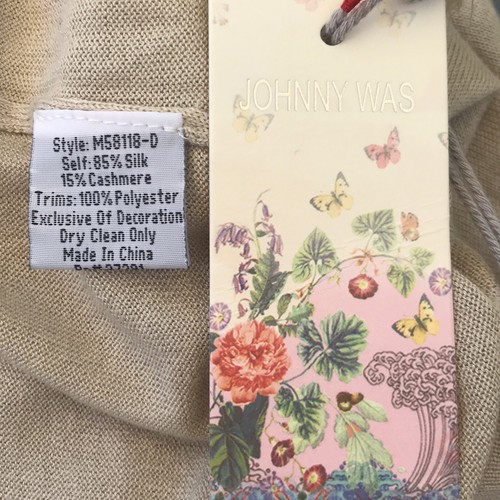 JOHNNY WAS
Style: M58118-D
Self: 85% Silk
15% Cashmere
Trims: 100% Polyester
Exclusive Of Decoration
Dry Clean Only
Made In China